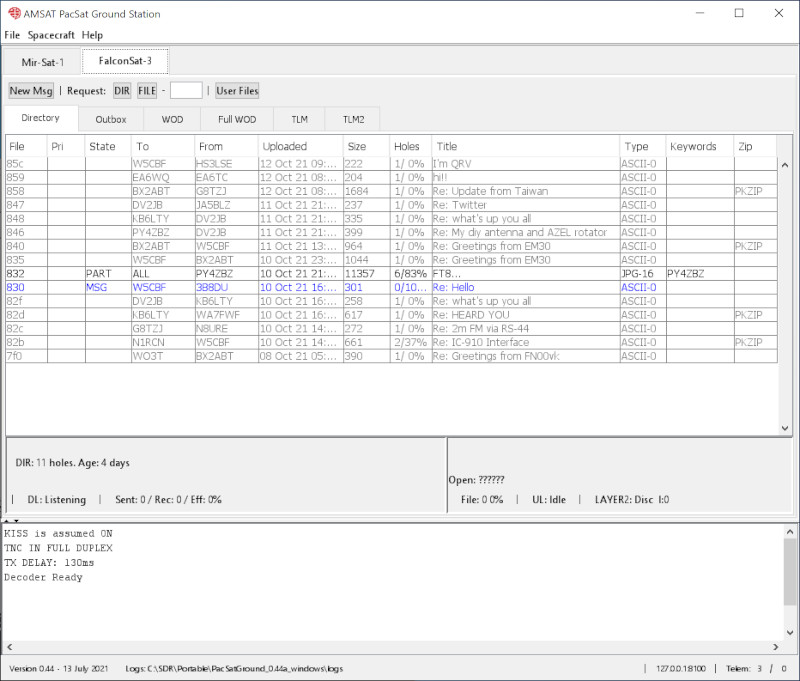 AMSAT PacSat Ground Station
File Spacecraft Help
Mir-Sat-1 FalconSat-3
New Msg | Request: DIR FILE - | User Files
Directory Outbox WOD Full WOD TLM TLM2
File Pri State To From Uploaded Size Holes Title Type Keywords Zip
85c W5CBF HS3LSE 12 Oct 21 09:... 222 1/ 0% I'm QRV ASCII-0
859 EA6WQ EA6TC 12 Oct 21 08:... 204 1/ 0% hi!! ASCII-0
858 BX2ABT G8TZJ 12 Oct 21 08:... 1684 1/ 0% Re: Update from Taiwan ASCII-0 PKZIP
847 DV2JB JA5BLZ 11 Oct 21 21:... 237 1/ 0% Re: Twitter ASCII-0
848 KB6LTY DV2JB 11 Oct 21 21:... 335 1/ 0% Re: what's up you all ASCII-0
846 PY4ZBZ DV2JB 11 Oct 21 21:... 399 1/ 0% Re: My diy antenna and AZEL rotator ASCII-0
840 BX2ABT W5CBF 11 Oct 21 13:... 964 1/ 0% Re: Greetings from EM30 ASCII-0 PKZIP
835 W5CBF BX2ABT 10 Oct 21 23:... 1044 1/ 0% Re: Greetings from EM30 ASCII-0
832 PART ALL PY4ZBZ 10 Oct 21 21:... 11357 6/83% FT8... JPG-16 PY4ZBZ
830 MSG W5CBF 3B8DU 10 Oct 21 16:... 301 0/10... Re: Hello ASCII-0
82f DV2JB KB6LTY 10 Oct 21 16:... 258 1/ 0% Re: what's up you all ASCII-0
82d KB6LTY WA7FWF 10 Oct 21 16:... 617 1/ 0% Re: HEARD YOU ASCII-0 PKZIP
82c G8TZJ N8URE 10 Oct 21 14:... 272 1/ 0% Re: 2m FM via RS-44 ASCII-0
82b N1RCN W5CBF 10 Oct 21 14:... 661 2/37% Re: IC-910 Interface ASCII-0 PKZIP
7f0 WO3T BX2ABT 08 Oct 21 05:... 390 1/ 0% Re: Greetings from FN00vk ASCII-0
DIR: 11 holes. Age: 4 days
Open: ??????
| DL: Listening | Sent: 0 / Rec: 0 / Eff: 0% File: 0 0% | UL: Idle | LAYER2: Disc I:0
KISS is assumed ON
TNC IN FULL DUPLEX
TX DELAY: 130ms
Decoder Ready
Version 0.44 - 13 July 2021 Logs: C:\SDR\Portable\PacSatGround_0.44a_windows\logs | 127.0.0.1:8100 | Telem: 3 / 0